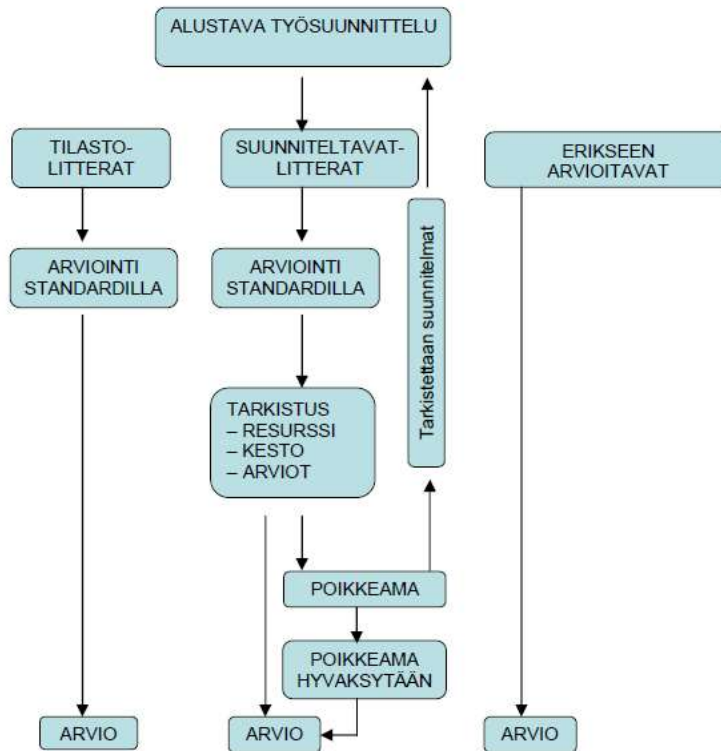 ALUSTAVA TYÖSUUNNITTELU
TILASTO-
LITTERAT
SUUNNITELTAVAT-
LITTERAT
ERIKSEEN
ARVIOITAVAT
ARVIOINTI
STANDARDILLA
ARVIOINTI
STANDARDILLA
Tarkistettaan suunnitelmat
TARKISTUS
– RESURSSI
– KESTO
– ARVIOT
POIKKEAMA
POIKKEAMA
HYVAKSYTÄÄN
ARVIO
ARVIO
ARVIO